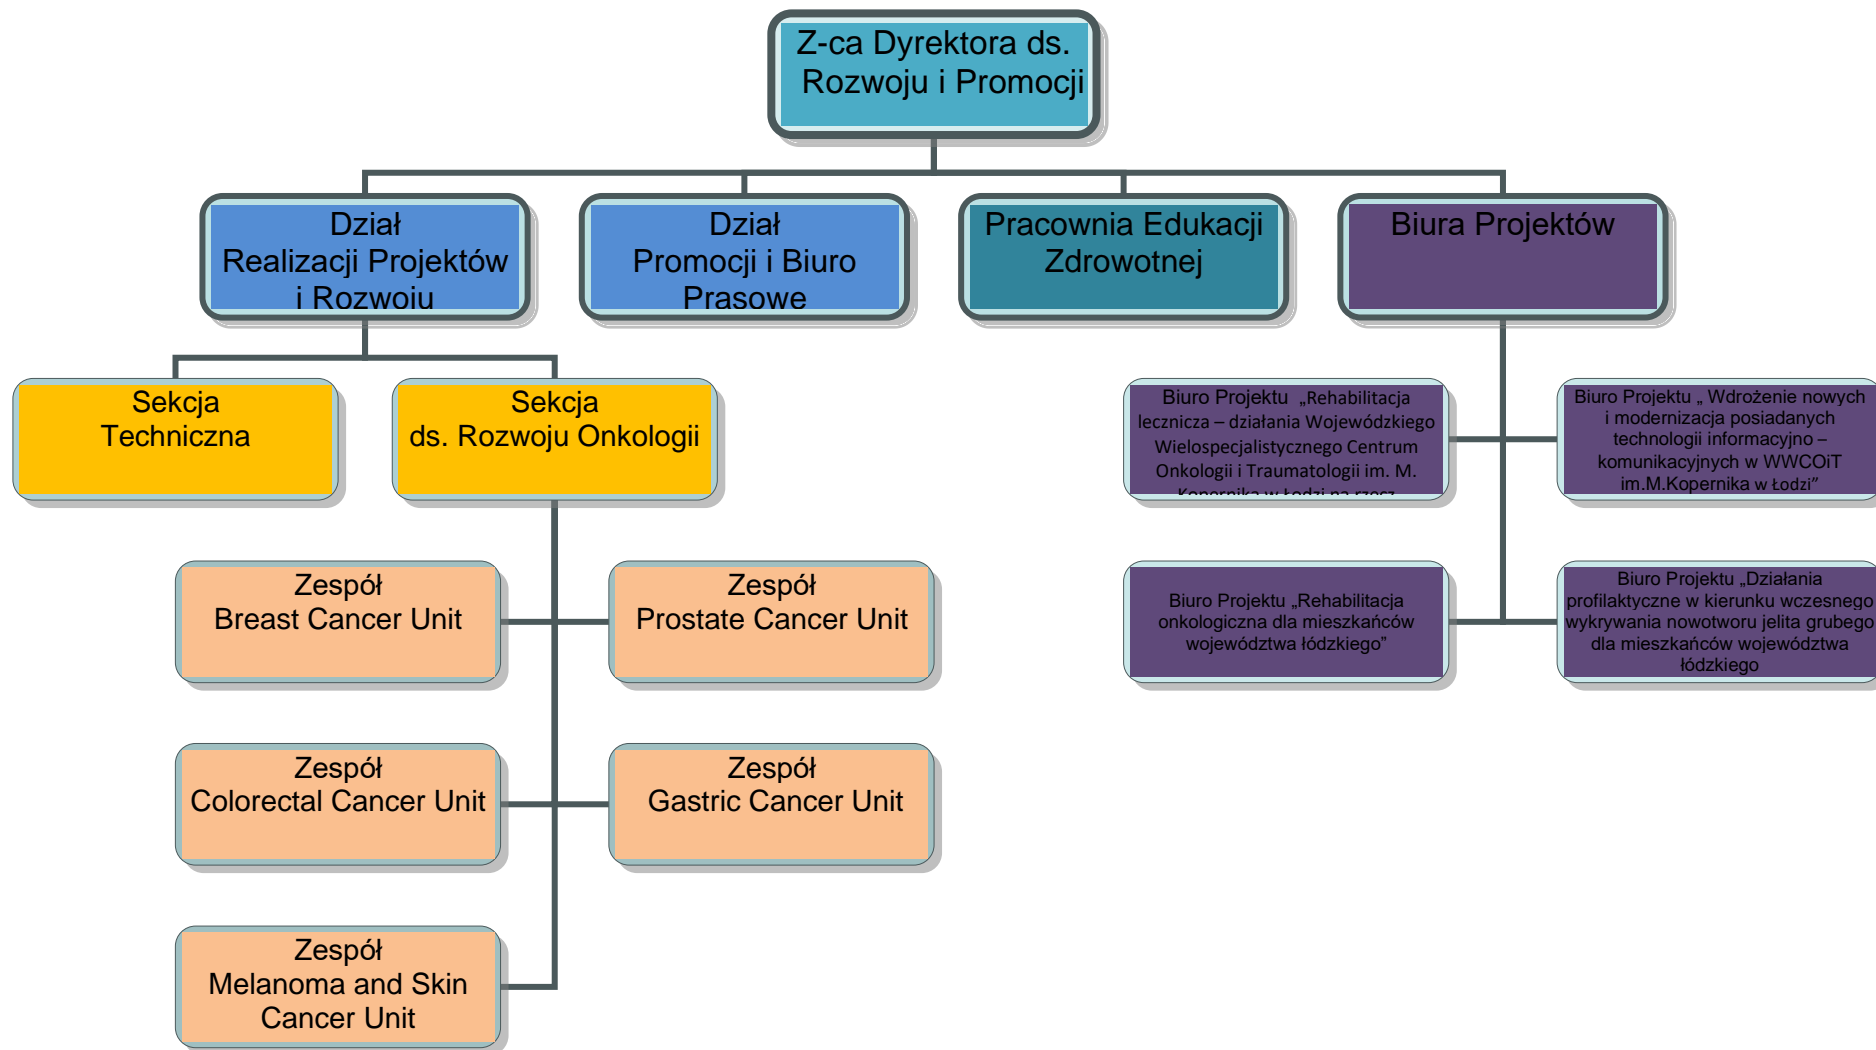 Z-ca Dyrektora ds.
Rozwoju i Promocji
Dział
Realizacji Projektów
i Rozwoju
Dział
Promocji i Biuro
Prasowe
Pracownia Edukacji
Zdrowotnej
Biura Projektów
Sekcja
Techniczna
Sekcja
ds. Rozwoju Onkologii
Biuro Projektu „Rehabilitacja
lecznicza – działania Wojewódzkiego
Wielospecjalistycznego Centrum
Onkologii i Traumatologii im. M.
Kopernika w Łodzi na rzecz
Biuro Projektu „ Wdrożenie nowych
i modernizacja posiadanych
technologii informacyjno –
komunikacyjnych w WWCOiT
im.M.Kopernika w Łodzi”
Zespół
Breast Cancer Unit
Zespół
Prostate Cancer Unit
Biuro Projektu „Rehabilitacja
onkologiczna dla mieszkańców
województwa łódzkiego”
Biuro Projektu „Działania
profilaktyczne w kierunku wczesnego
wykrywania nowotworu jelita grubego
dla mieszkańców województwa
łódzkiego
Zespół
Colorectal Cancer Unit
Zespół
Gastric Cancer Unit
Zespół
Melanoma and Skin
Cancer Unit